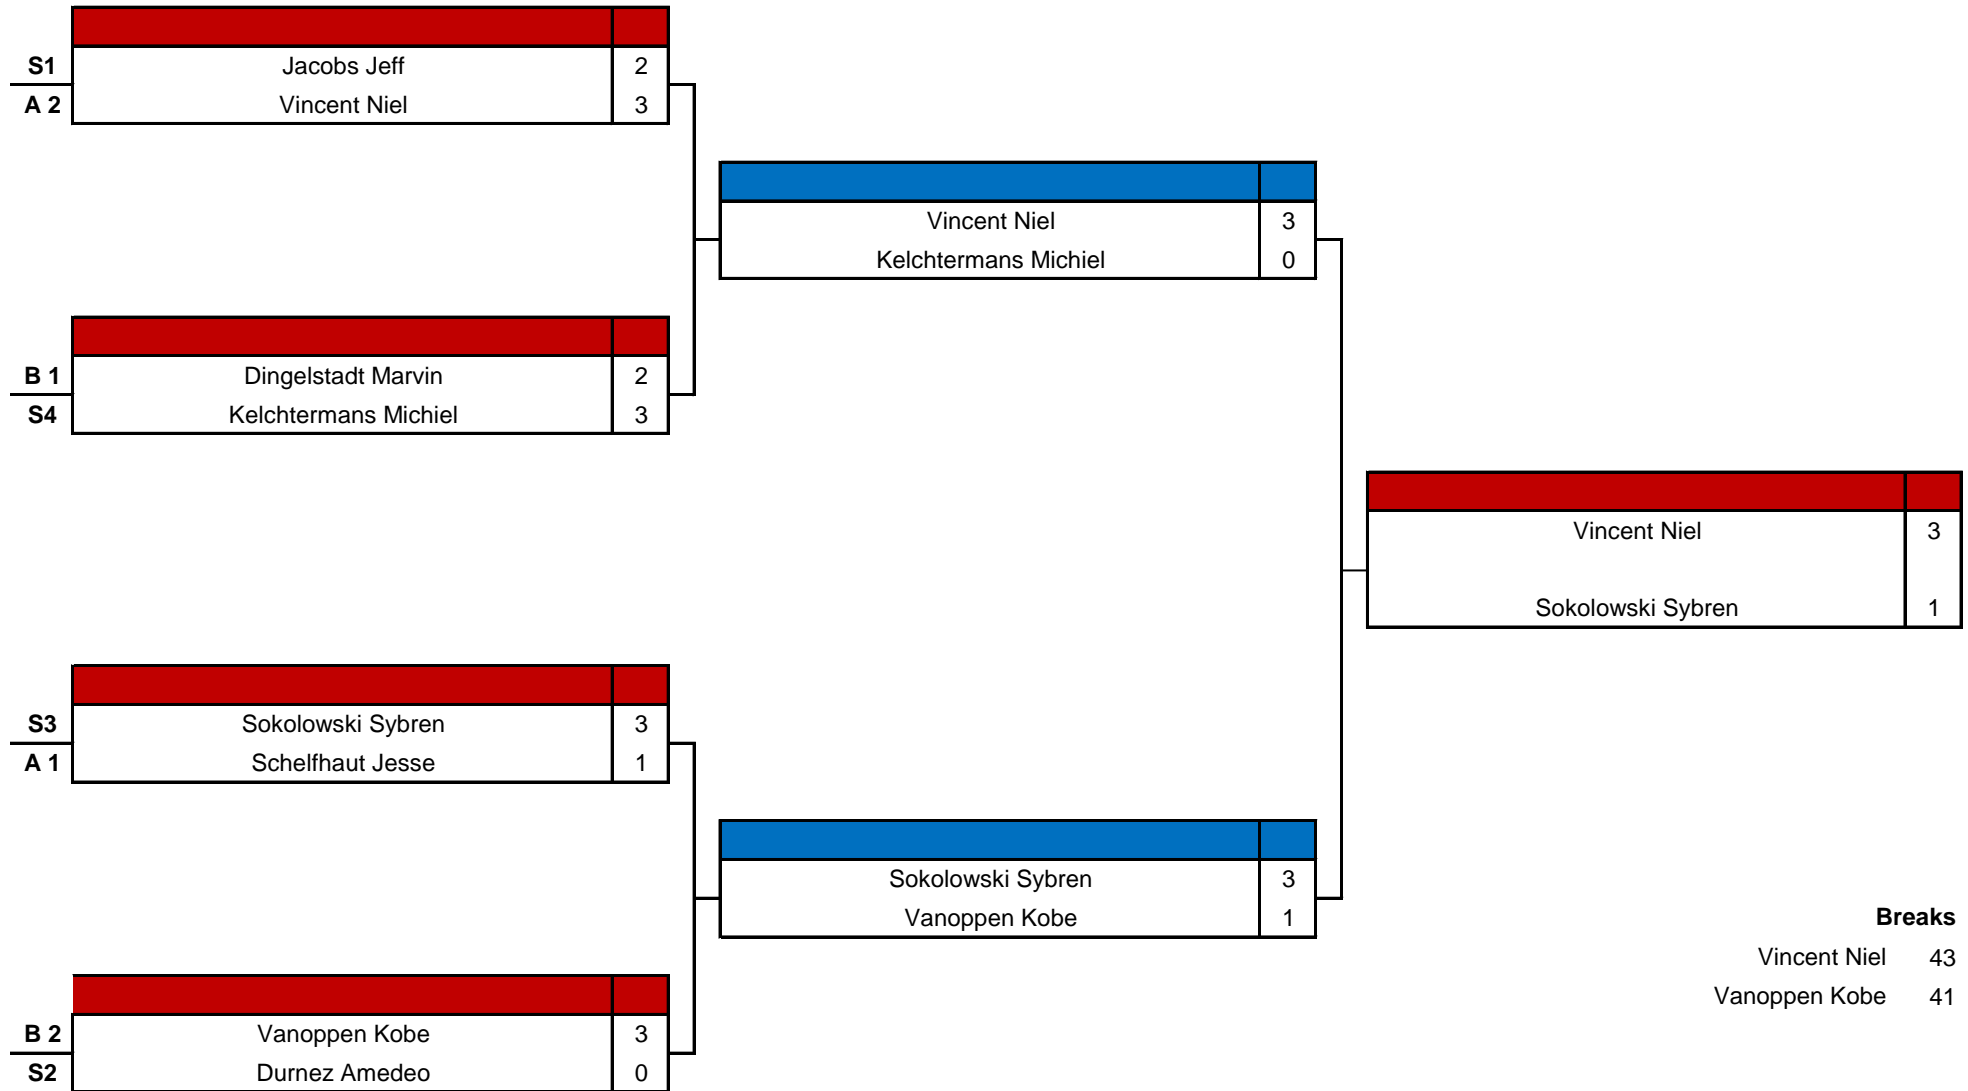 S1 Jacobs Jeff 2
A 2 Vincent Niel 3
Vincent Niel 3
Kelchtermans Michiel 0
B 1 Dingelstadt Marvin 2
S4 Kelchtermans Michiel 3
Vincent Niel 3
Sokolowski Sybren 1
S3 Sokolowski Sybren 3
A 1 Schelfhaut Jesse 1
Sokolowski Sybren 3
Vanoppen Kobe 1
Breaks
Vincent Niel 43
Vanoppen Kobe 41
B 2 Vanoppen Kobe 3
S2 Durnez Amedeo 0